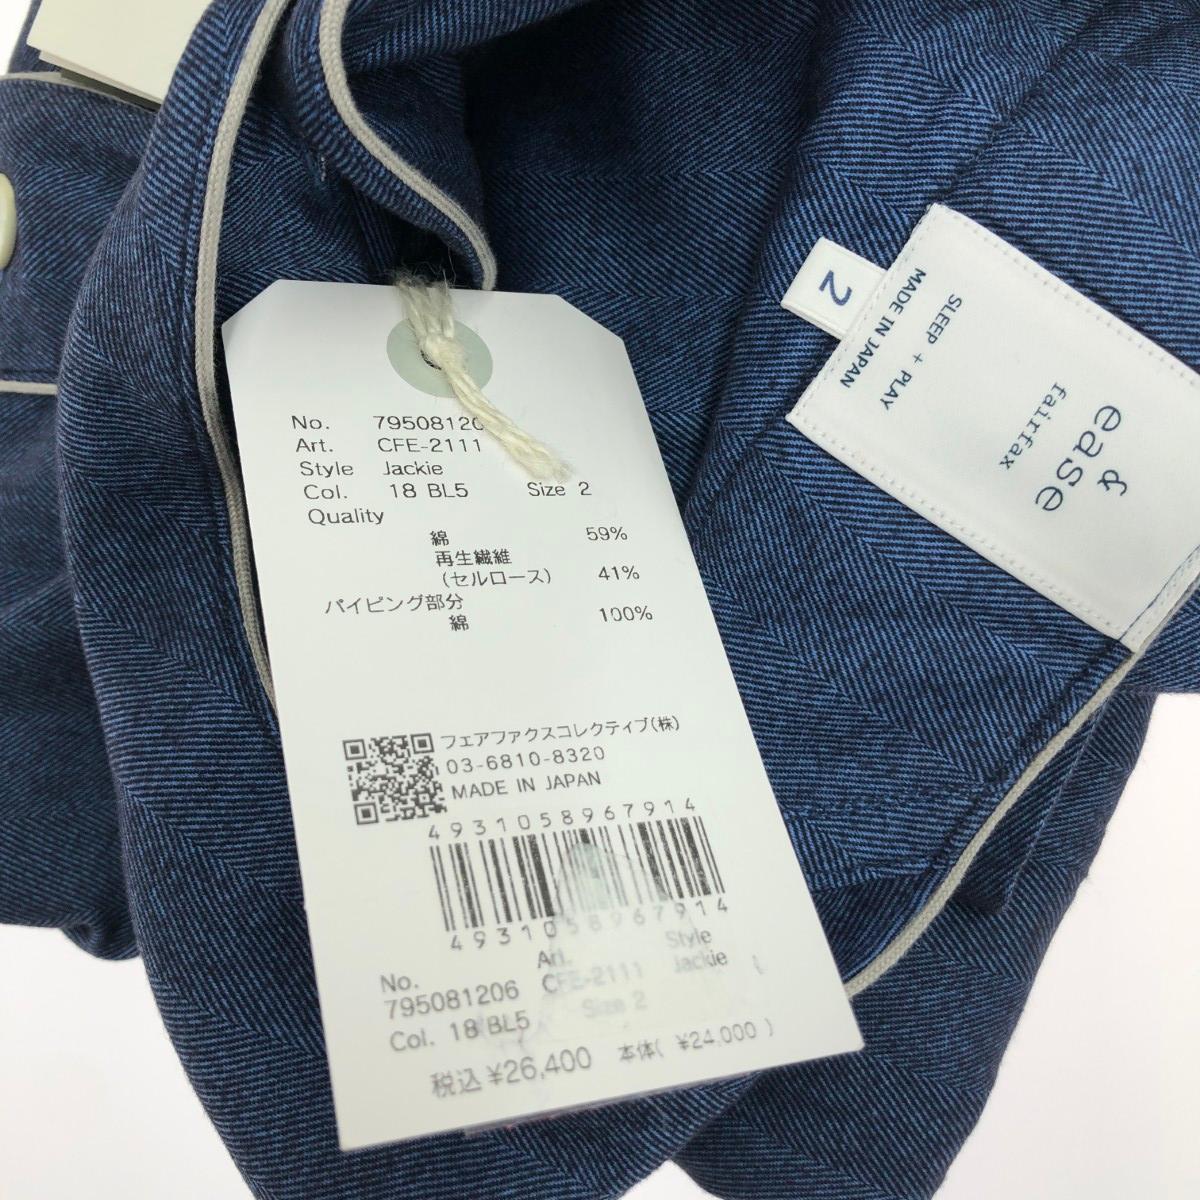 No. 795081206
Art. CFE-2111
Style Jackie
Col. 18 BL5 Size 2
Quality
綿 59%
再生繊維
(セルロース) 41%
パイピング部分
綿 100%
フェアファクスコレクティブ(株)
03-6810-8320
MADE IN JAPAN
4931058967914
4931058967914
No. Art. Style
795081206 CFE-2111 Jackie
Col. 18 BL5 Size 2
税込 ¥26,400 本体( ¥24,000 )
2
&
ease
fairfax
SLEEP + PLAY
MADE IN JAPAN